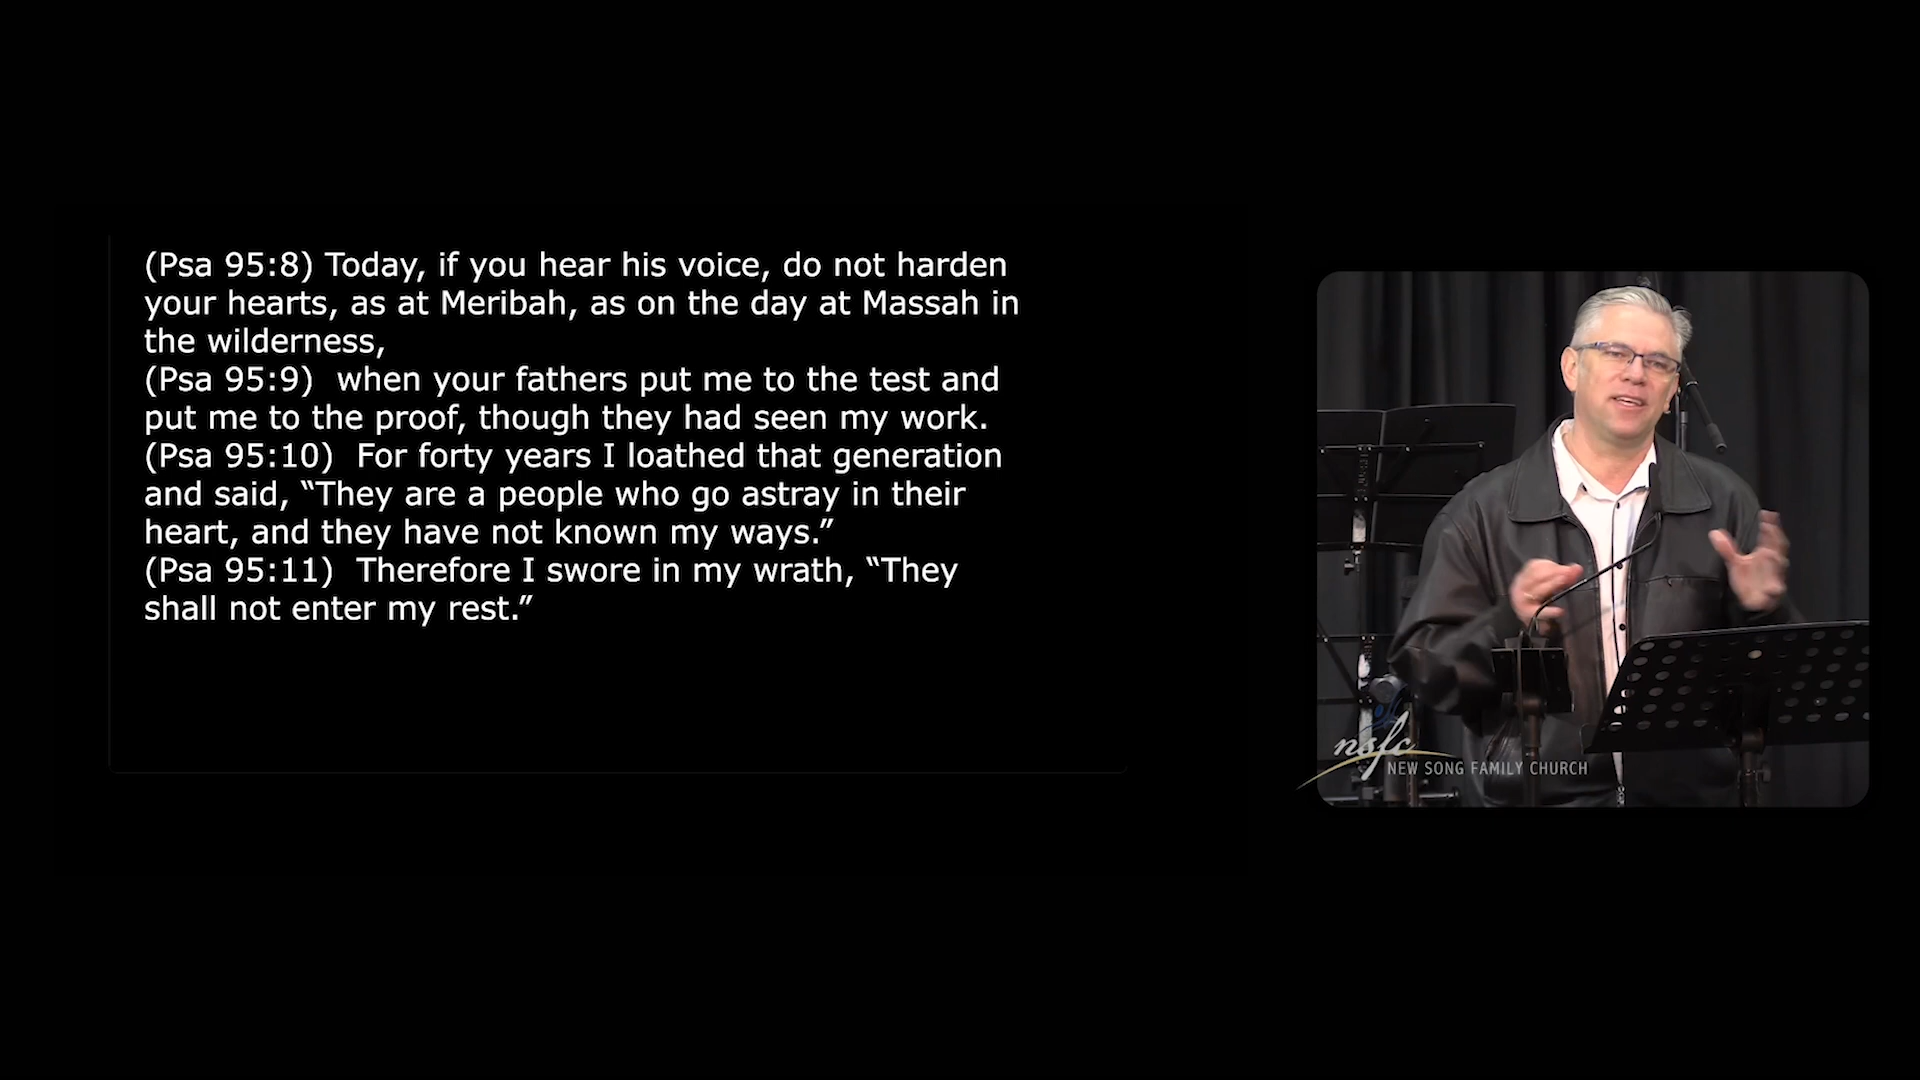 (Psa 95:8) Today, if you hear his voice, do not harden
your hearts, as at Meribah, as on the day at Massah in
the wilderness,
(Psa 95:9)  when your fathers put me to the test and
put me to the proof, though they had seen my work.
(Psa 95:10)  For forty years I loathed that generation
and said, “They are a people who go astray in their
heart, and they have not known my ways.”
(Psa 95:11)  Therefore I swore in my wrath, “They
shall not enter my rest.”
nsfc
NEW SONG FAMILY CHURCH